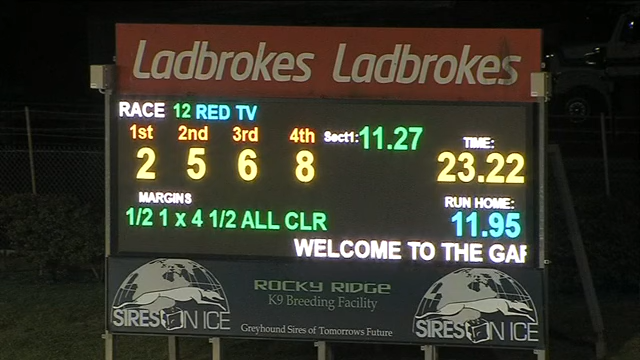 Ladbrokes Ladbrokes
RACE 12 RED TV
1st 2nd 3rd 4th Sect1: 11.27 TIME:
2 5 6 8 23.22
MARGINS RUN HOME:
1/2 1 x 4 1/2 ALL CLR 11.95
WELCOME TO THE GAF
ROCKY RIDGE
K9 Breeding Facility
SIRES ON ICE SIRES ON ICE
Greyhound Sires of Tomorrows Future